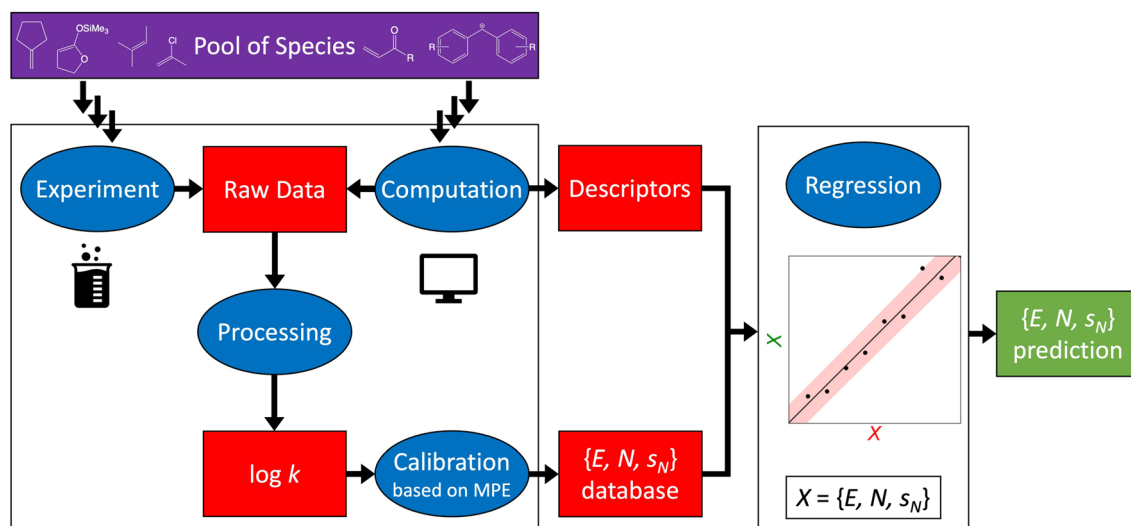 OSiMe₃
O
Cl
Pool of Species
O
R
R
⊕
R
Experiment
Raw Data
Computation
Descriptors
Regression
Processing
X
X
{E, N, sN}
prediction
log k
Calibration
based on MPE
{E, N, sN}
database
X = {E, N, sN}